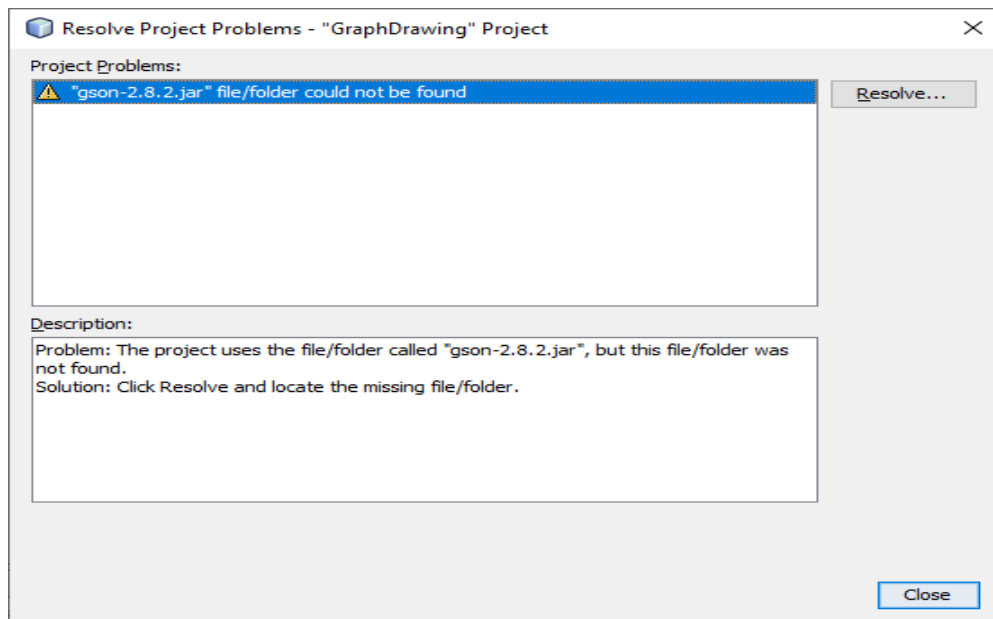 Resolve Project Problems - "GraphDrawing" Project
Project Problems:
"gson-2.8.2.jar" file/folder could not be found
Resolve...
Description:
Problem: The project uses the file/folder called "gson-2.8.2.jar", but this file/folder was
not found.
Solution: Click Resolve and locate the missing file/folder.
Close